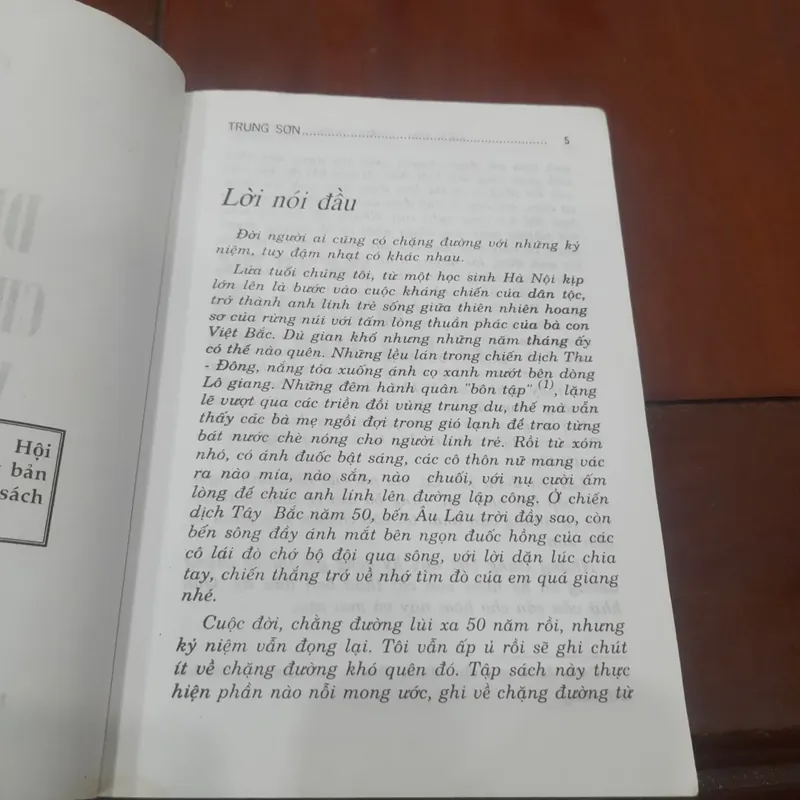 Hội
bản
sách
TRUNG SƠN.................................................................. 5
Lời nói đầu
Đời người ai cũng có chặng đường với những kỷ
niệm, tuy đậm nhạt có khác nhau.
Lứa tuổi chúng tôi, từ một học sinh Hà Nội kịp
lớn lên là bước vào cuộc kháng chiến của dân tộc,
trở thành anh lính trẻ sống giữa thiên nhiên hoang
sơ của rừng núi với tấm lòng thuần phác của bà con
Việt Bắc. Dù gian khổ nhưng những năm tháng ấy
có thể nào quên. Những lều lán trong chiến dịch Thu
- Đông, nắng tỏa xuống ánh cọ xanh mướt bên dòng
Lô giang. Những đêm hành quân "bôn tập" (1), lặng
lẽ vượt qua các triền đồi vùng trung du, thế mà vẫn
thấy các bà mẹ ngồi đợi trong gió lạnh để trao từng
bát nước chè nóng cho người lính trẻ. Rồi từ xóm
nhỏ, có ánh đuốc bật sáng, các cô thôn nữ mang vác
ra nào mía, nào sắn, nào chuối, với nụ cười ấm
lòng để chúc anh lính lên đường lập công. Ở chiến
dịch Tây Bắc năm 50, bến Âu Lâu trời đầy sao, còn
bến sông đầy ánh mắt bên ngọn đuốc hồng của các
cô lái đò chở bộ đội qua sông, với lời dặn lúc chia
tay, chiến thắng trở về nhớ tìm đò của em quá giang
nhé.
Cuộc đời, chặng đường lùi xa 50 năm rồi, nhưng
kỷ niệm vẫn đọng lại. Tôi vẫn ấp ủ rồi sẽ ghi chút
ít về chặng đường khó quên đó. Tập sách này thực
hiện phần nào nỗi mong ước, ghi về chặng đường từ